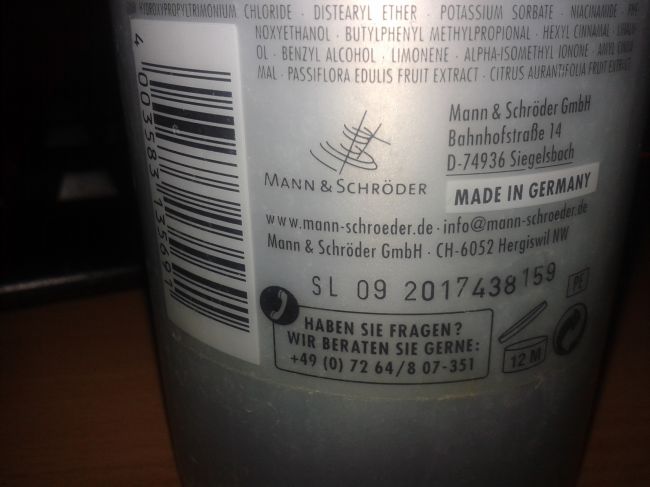 HYDROXYPROPYLTRIMONIUM CHLORIDE · DISTEARYL ETHER · POTASSIUM SORBATE · NIACINAMIDE ·
NOXYETHANOL · BUTYLPHENYL METHYLPROPIONAL · HEXYL CINNAMAL ·
OL · BENZYL ALCOHOL · LIMONENE · ALPHA-ISOMETHYL IONONE · AMYL
MAL · PASSIFLORA EDULIS FRUIT EXTRACT · CITRUS AURANTIFOLIA FRUIT EXTRACT
4 003583 135691
MANN & SCHRÖDER
Mann & Schröder GmbH
Bahnhofstraße 14
D-74936 Siegelsbach
MADE IN GERMANY
www.mann-schroeder.de · info@mann-schroeder.de
Mann & Schröder GmbH · CH-6052 Hergiswil NW
SL 09 2017438159
PE
HABEN SIE FRAGEN?
WIR BERATEN SIE GERNE:
+49 (0) 72 64/8 07-351
12 M